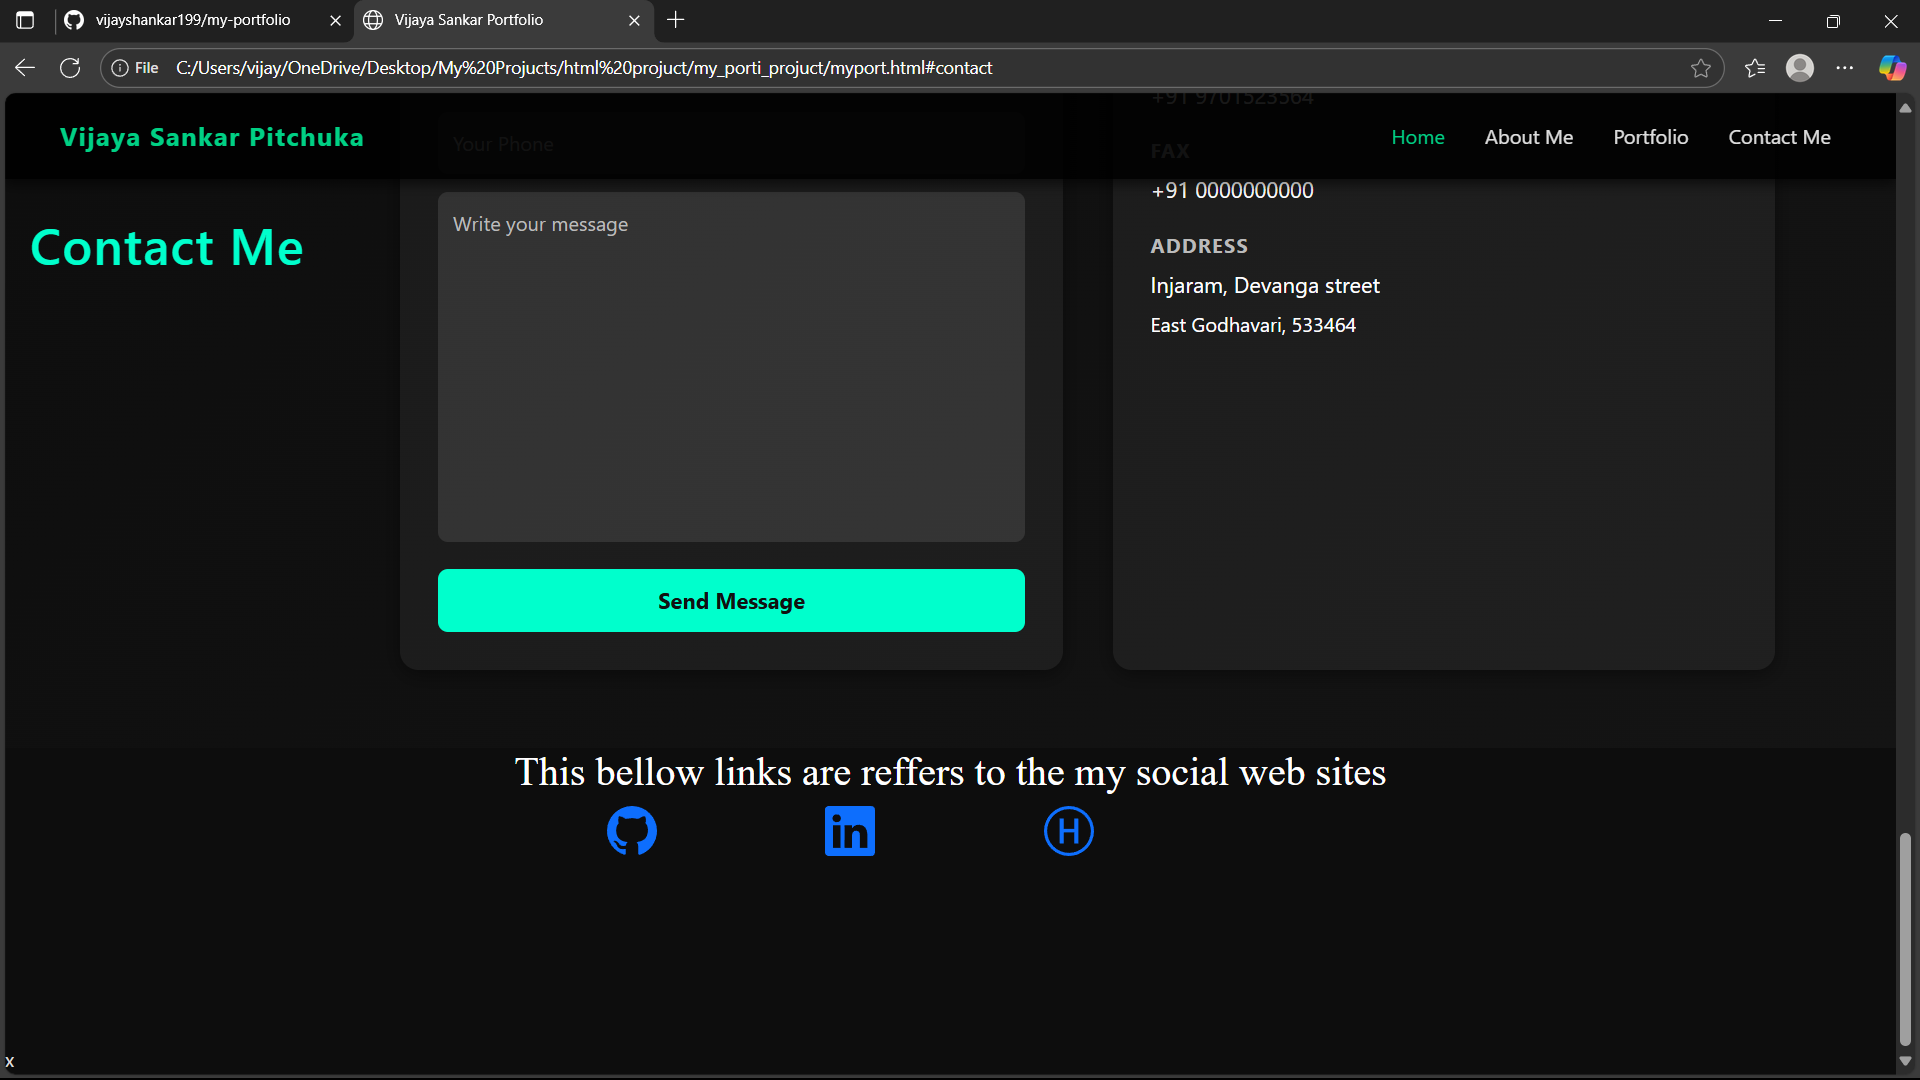 vijayshankar199/my-portfolio
Vijaya Sankar Portfolio
File C:/Users/vijay/OneDrive/Desktop/My%20Projucts/html%20projuct/my_porti_projuct/myport.html#contact
Vijaya Sankar Pitchuka
Home About Me Portfolio Contact Me
Contact Me
Your Phone
Write your message
Send Message
+91 9701523564
FAX
+91 0000000000
ADDRESS
Injaram, Devanga street
East Godhavari, 533464
This bellow links are reffers to the my social web sites
in
H
x